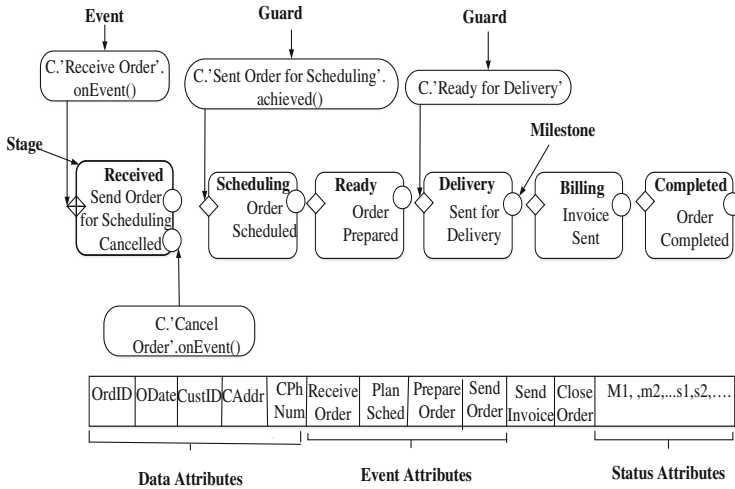 Event
Guard
Guard
C.'Receive Order'.
onEvent()
C.'Sent Order for Scheduling'.
achieved()
C.'Ready for Delivery'
Stage
Milestone
Received
Send Order
for Scheduling
Cancelled
Scheduling
Order
Scheduled
Ready
Order
Prepared
Delivery
Sent for
Delivery
Billing
Invoice
Sent
Completed
Order
Completed
C.'Cancel
Order'.onEvent()
OrdID
ODate
CustID
CAddr
CPh
Num
Receive
Order
Plan
Sched
Prepare
Order
Send
Order
Send
Invoice
Close
Order
M1, ,m2,...s1,s2,....
Data Attributes
Event Attributes
Status Attributes